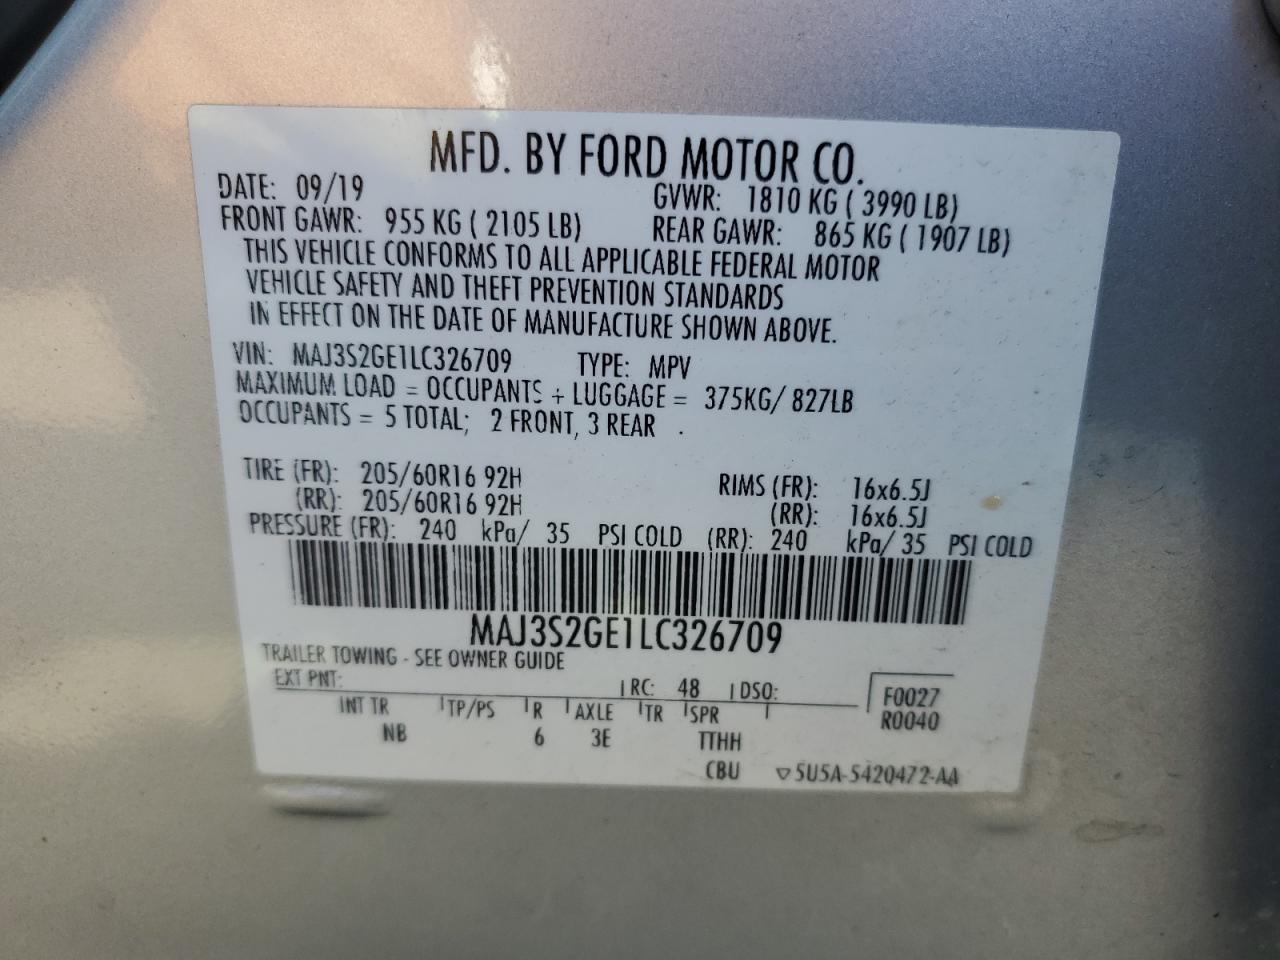 MFD. BY FORD MOTOR CO.
DATE: 09/19 GVWR: 1810 KG ( 3990 LB)
FRONT GAWR: 955 KG ( 2105 LB) REAR GAWR: 865 KG ( 1907 LB)
THIS VEHICLE CONFORMS TO ALL APPLICABLE FEDERAL MOTOR
VEHICLE SAFETY AND THEFT PREVENTION STANDARDS
IN EFFECT ON THE DATE OF MANUFACTURE SHOWN ABOVE.
VIN: MAJ3S2GE1LC326709 TYPE: MPV
MAXIMUM LOAD = OCCUPANTS + LUGGAGE = 375KG/ 827LB
OCCUPANTS = 5 TOTAL; 2 FRONT, 3 REAR .
TIRE (FR): 205/60R16 92H RIMS (FR): 16x6.5J
(RR): 205/60R16 92H (RR): 16x6.5J
PRESSURE (FR): 240 kPa/ 35 PSI COLD (RR): 240 kPa/ 35 PSI COLD
MAJ3S2GE1LC326709
TRAILER TOWING - SEE OWNER GUIDE
EXT PNT: RC: 48 DSO: F0027
INT TR TP/PS R AXLE TR SPR R0040
NB 6 3E TTHH
CBU ▽5U5A-5420472-AA